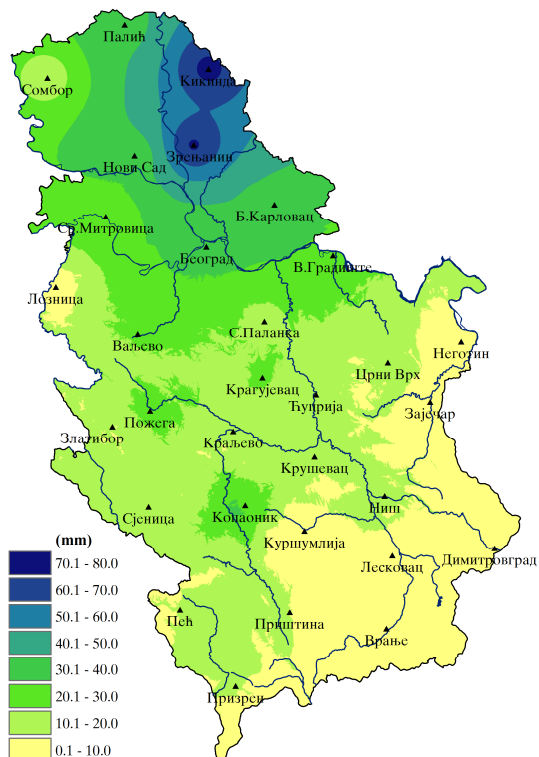 Палић
Кикинда
Сомбор
Зрењанин
Нови Сад
Б.Карловац
Ср.Митровица
Београд
В.Градиште
Лозница
С.Паланка
Ваљево
Неготин
Црни Врх
Крагујевац
Ћуприја
Зајечар
Пожега
Златибор
Краљево
Крушевац
Ниш
Сјеница
Копаоник
Куршумлија
Димитровград
Лесковац
Пећ
Приштина
Врање
Призрен
(mm)
70.1 - 80.0
60.1 - 70.0
50.1 - 60.0
40.1 - 50.0
30.1 - 40.0
20.1 - 30.0
10.1 - 20.0
0.1 - 10.0